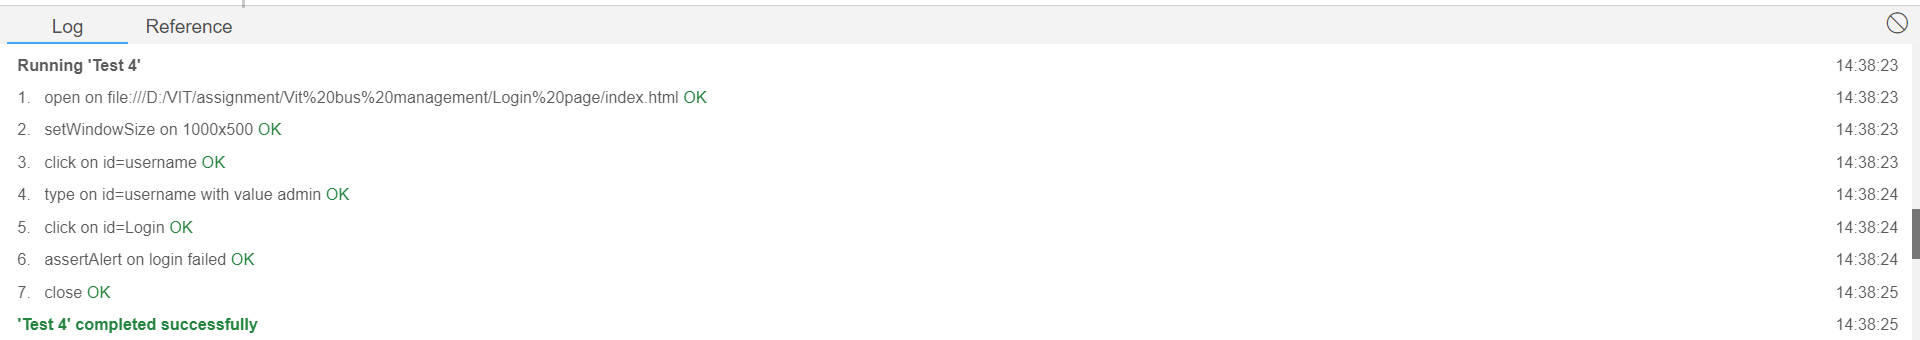 Log Reference
Running 'Test 4' 14:38:23
1. open on file:///D:/VIT/assignment/Vit%20bus%20management/Login%20page/index.html OK 14:38:23
2. setWindowSize on 1000x500 OK 14:38:23
3. click on id=username OK 14:38:23
4. type on id=username with value admin OK 14:38:24
5. click on id=Login OK 14:38:24
6. assertAlert on login failed OK 14:38:24
7. close OK 14:38:25
'Test 4' completed successfully 14:38:25